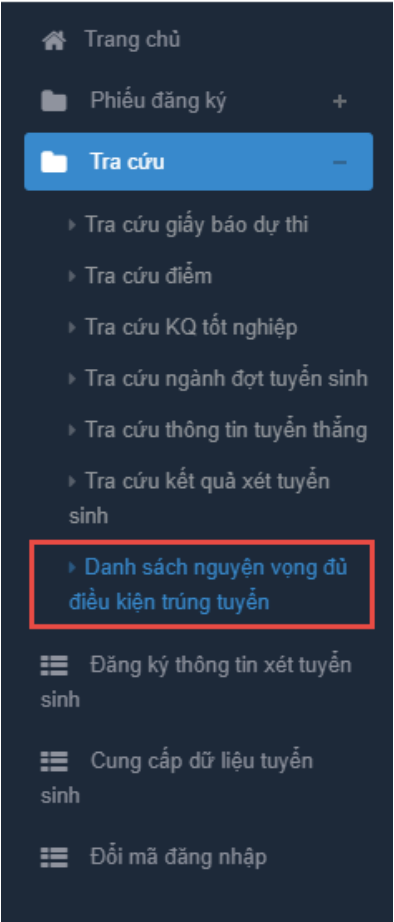 Trang chủ
Phiếu đăng ký +
Tra cứu −
Tra cứu giấy báo dự thi
Tra cứu điểm
Tra cứu KQ tốt nghiệp
Tra cứu ngành đợt tuyển sinh
Tra cứu thông tin tuyển thẳng
Tra cứu kết quả xét tuyển
sinh
Danh sách nguyện vọng đủ
điều kiện trúng tuyển
Đăng ký thông tin xét tuyển
sinh
Cung cấp dữ liệu tuyển
sinh
Đổi mã đăng nhập